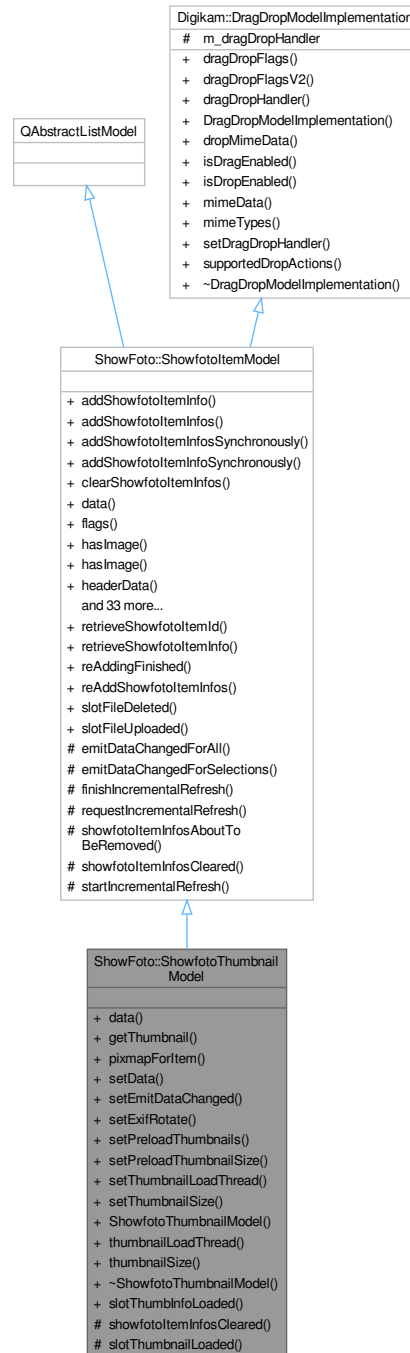 Digikam::DragDropModelImplementation
# m_dragDropHandler
+ dragDropFlags()
+ dragDropFlagsV2()
+ dragDropHandler()
+ DragDropModelImplementation()
+ dropMimeData()
+ isDragEnabled()
+ isDropEnabled()
+ mimeData()
+ mimeTypes()
+ setDragDropHandler()
+ supportedDropActions()
+ ~DragDropModelImplementation()
QAbstractListModel
ShowFoto::ShowfotoItemModel
+ addShowfotoItemInfo()
+ addShowfotoItemInfos()
+ addShowfotoItemInfosSynchronously()
+ addShowfotoItemInfoSynchronously()
+ clearShowfotoItemInfos()
+ data()
+ flags()
+ hasImage()
+ hasImage()
+ headerData()
and 33 more...
+ retrieveShowfotoItemId()
+ retrieveShowfotoItemInfo()
+ reAddingFinished()
+ reAddShowfotoItemInfos()
+ slotFileDeleted()
+ slotFileUploaded()
# emitDataChangedForAll()
# emitDataChangedForSelections()
# finishIncrementalRefresh()
# requestIncrementalRefresh()
# showfotoItemInfosAboutTo
BeRemoved()
# showfotoItemInfosCleared()
# startIncrementalRefresh()
ShowFoto::ShowfotoThumbnail
Model
+ data()
+ getThumbnail()
+ pixmapForItem()
+ setData()
+ setEmitDataChanged()
+ setExifRotate()
+ setPreloadThumbnails()
+ setPreloadThumbnailSize()
+ setThumbnailLoadThread()
+ setThumbnailSize()
+ ShowfotoThumbnailModel()
+ thumbnailLoadThread()
+ thumbnailSize()
+ ~ShowfotoThumbnailModel()
+ slotThumbInfoLoaded()
# showfotoItemInfosCleared()
# slotThumbnailLoaded()